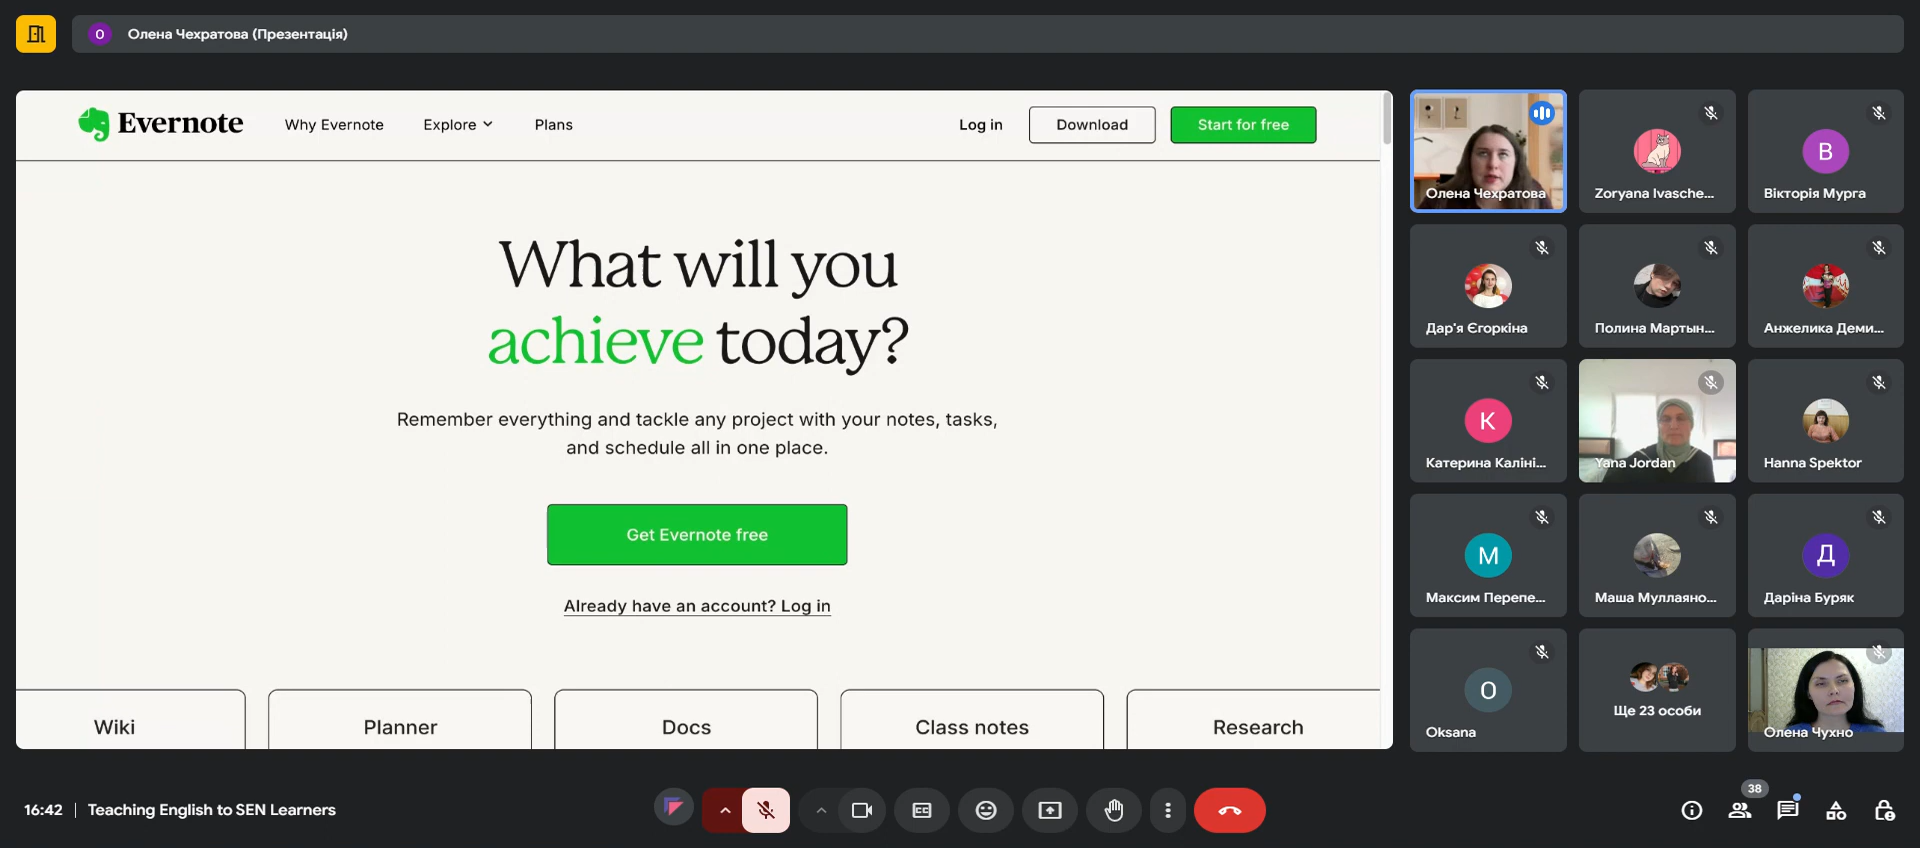 О
Олена Чехратова (Презентація)
Evernote
Why Evernote
Explore
Plans
Log in
Download
Start for free
What will you
achieve today?
Remember everything and tackle any project with your notes, tasks,
and schedule all in one place.
Get Evernote free
Already have an account? Log in
Wiki
Planner
Docs
Class notes
Research
Олена Чехратова
Zoryana Ivasche...
В
Вікторія Мурга
Дар'я Єгоркіна
Полина Мартын...
Анжелика Деми...
К
Катерина Каліні...
Yana Jordan
Hanna Spektor
М
Максим Перепе...
Маша Муллаяно...
Д
Даріна Буряк
O
Oksana
Ще 23 особи
Олена Чухно
16:42 | Teaching English to SEN Learners
CC
38